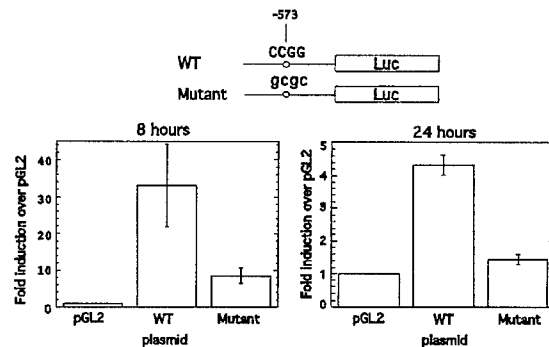 -573
CCGG
WT
Luc
gcgc
Mutant
Luc
8 hours
Fold induction over pGL2
40
30
20
10
0
pGL2 WT Mutant
plasmid
24 hours
Fold induction over pGL2
5
4
3
2
1
0
pGL2 WT Mutant
plasmid